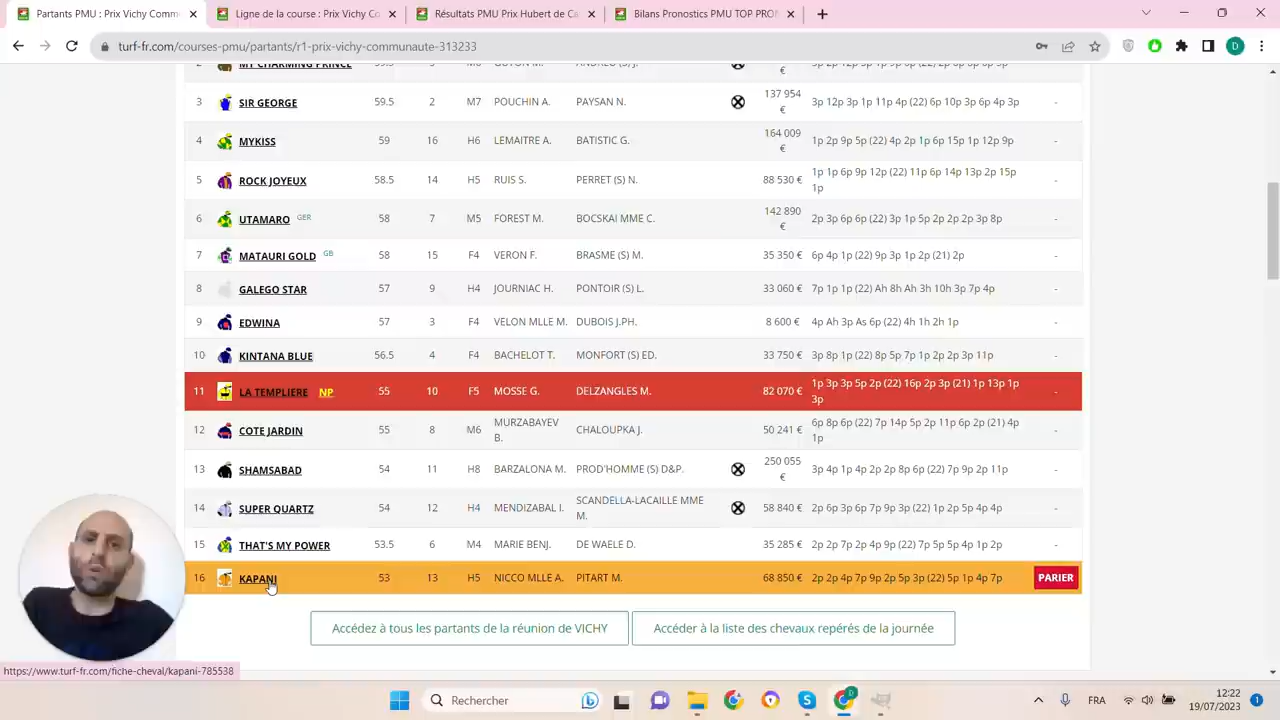 Partants PMU : Prix Vichy Comm
Ligne de la course : Prix Vichy Co
Résultats PMU Prix Hubert de Ca
Bilans Pronostics PMU TOP PRO
turf-fr.com/courses-pmu/partants/r1-prix-vichy-communaute-313233
MY CHARMING PRINCE
€
137 954
3 SIR GEORGE 59.5 2 M7 POUCHIN A. PAYSAN N. 3p 12p 3p 1p 11p 4p (22) 6p 10p 3p 6p 4p 3p -
€
164 009
4 MYKISS 59 16 H6 LEMAITRE A. BATISTIC G. 1p 2p 9p 5p (22) 4p 2p 1p 6p 15p 1p 12p 9p -
€
5 ROCK JOYEUX 58.5 14 H5 RUIS S. PERRET (S) N. 88 530 € 1p 1p 6p 9p 12p (22) 11p 6p 14p 13p 2p 15p -
1p
142 890
6 UTAMARO GER 58 7 M5 FOREST M. BOCSKAI MME C. 2p 3p 6p 6p (22) 3p 1p 5p 2p 2p 2p 3p 8p -
€
7 MATAURI GOLD GB 58 15 F4 VERON F. BRASME (S) M. 35 350 € 6p 4p 1p (22) 9p 3p 1p 2p (21) 2p -
8 GALEGO STAR 57 9 H4 JOURNIAC H. PONTOIR (S) L. 33 060 € 7p 1p 1p (22) Ah 8h Ah 3h 10h 3p 7p 4p -
9 EDWINA 57 3 F4 VELON MLLE M. DUBOIS J.PH. 8 600 € 4p Ah 3p As 6p (22) 4h 1h 2h 1p -
10 KINTANA BLUE 56.5 4 F4 BACHELOT T. MONFORT (S) ED. 33 750 € 3p 8p 1p (22) 8p 5p 7p 1p 2p 2p 3p 11p -
11 LA TEMPLIERE NP 55 10 F5 MOSSE G. DELZANGLES M. 82 070 € 1p 3p 3p 5p 2p (22) 16p 2p 3p (21) 1p 13p 1p -
3p
12 COTE JARDIN 55 8 M6 MURZABAYEV CHALOUPKA J. 50 241 € 6p 8p 6p (22) 7p 14p 5p 2p 11p 6p 2p (21) 4p -
B. 1p
250 055
13 SHAMSABAD 54 11 H8 BARZALONA M. PROD'HOMME (S) D&P. 3p 4p 1p 4p 2p 2p 8p 6p (22) 7p 9p 2p 11p -
€
14 SUPER QUARTZ 54 12 H4 MENDIZABAL I. SCANDELLA-LACAILLE MME 58 840 € 2p 6p 3p 6p 7p 9p 3p (22) 1p 2p 5p 4p 4p -
M.
15 THAT'S MY POWER 53.5 6 M4 MARIE BENJ. DE WAELE D. 35 285 € 2p 2p 7p 2p 4p 9p (22) 7p 5p 5p 4p 1p 2p -
16 KAPANI 53 13 H5 NICCO MLLE A. PITART M. 68 850 € 2p 2p 4p 7p 9p 2p 5p 3p (22) 5p 1p 4p 7p PARIER
Accédez à tous les partants de la réunion de VICHY
Accéder à la liste des chevaux repérés de la journée
https://www.turf-fr.com/fiche-cheval/kapani-785538
Rechercher
FRA
12:22
19/07/2023